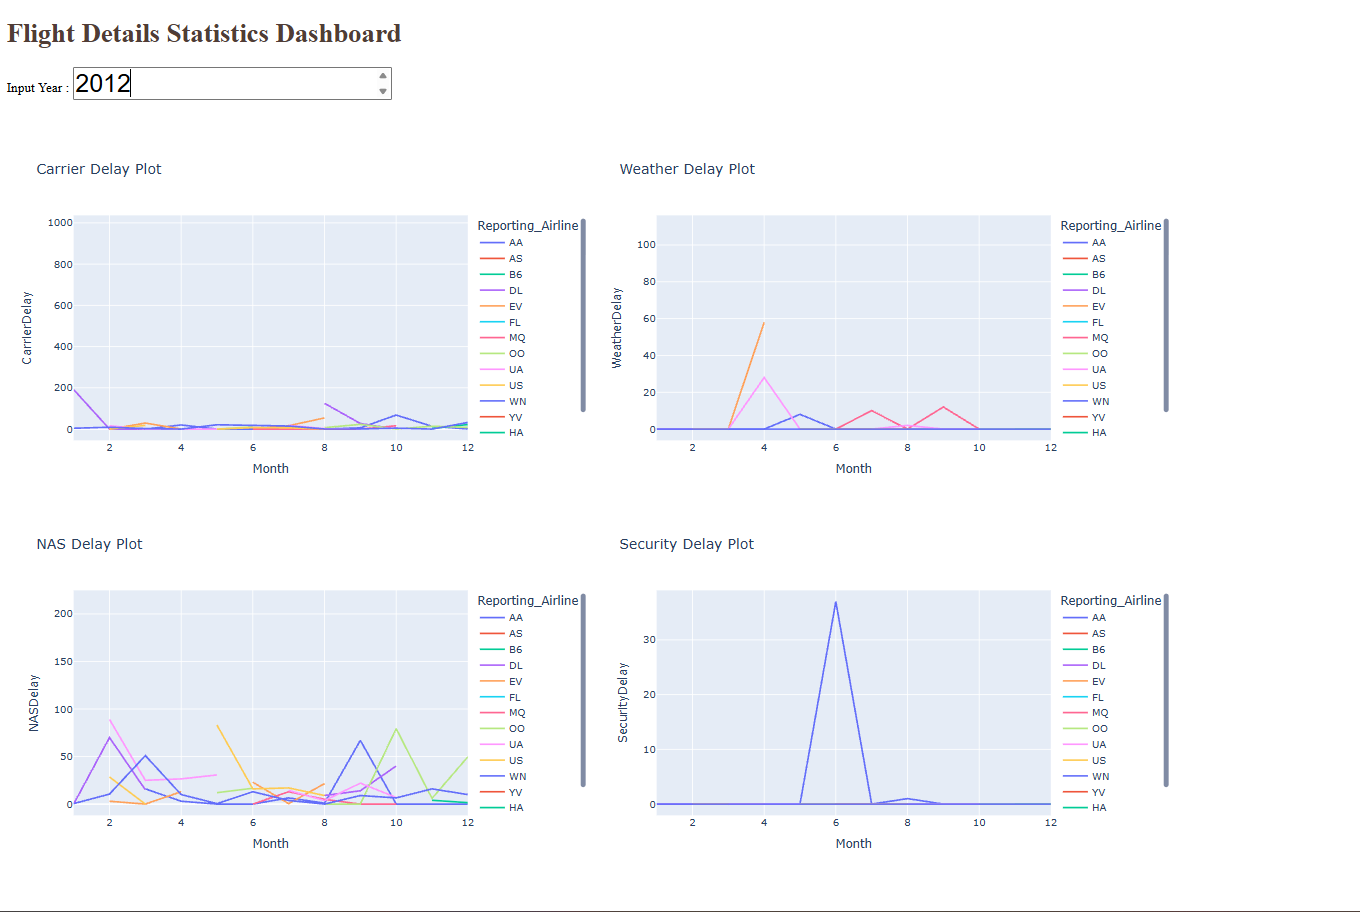 Flight Details Statistics Dashboard
Input Year : 2012
Carrier Delay Plot
1000
800
600
400
200
0
CarrierDelay
2 4 6 8 10 12
Month
Reporting_Airline
AA
AS
B6
DL
EV
FL
MQ
OO
UA
US
WN
YV
HA
Weather Delay Plot
100
80
60
40
20
0
WeatherDelay
2 4 6 8 10 12
Month
Reporting_Airline
AA
AS
B6
DL
EV
FL
MQ
OO
UA
US
WN
YV
HA
NAS Delay Plot
200
150
100
50
0
NASDelay
2 4 6 8 10 12
Month
Reporting_Airline
AA
AS
B6
DL
EV
FL
MQ
OO
UA
US
WN
YV
HA
Security Delay Plot
30
20
10
0
SecurityDelay
2 4 6 8 10 12
Month
Reporting_Airline
AA
AS
B6
DL
EV
FL
MQ
OO
UA
US
WN
YV
HA